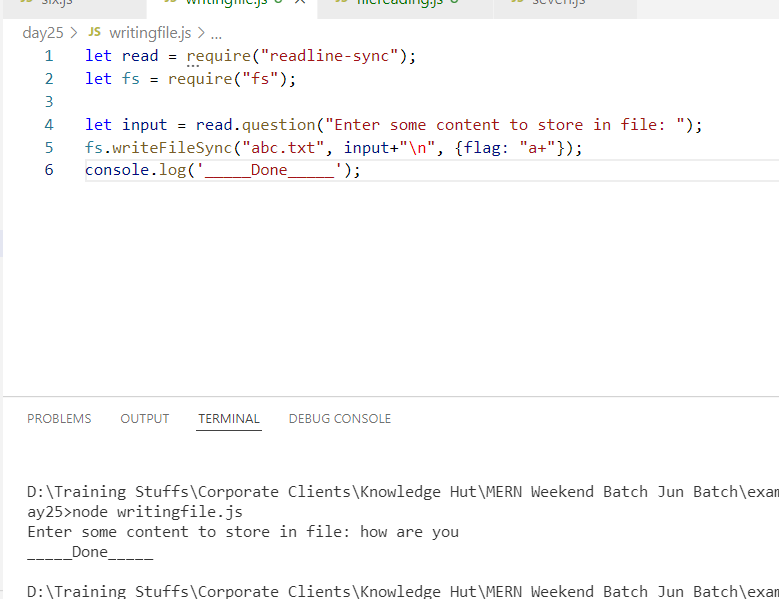 six.js writingfile.js filereading.js seven.js
day25 > JS writingfile.js > ...
1 let read = require("readline-sync");
2 let fs = require("fs");
3
4 let input = read.question("Enter some content to store in file: ");
5 fs.writeFileSync("abc.txt", input+"\n", {flag: "a+"});
6 console.log('_____Done_____');
PROBLEMS OUTPUT TERMINAL DEBUG CONSOLE
D:\Training Stuffs\Corporate Clients\Knowledge Hut\MERN Weekend Batch Jun Batch\exam
ay25>node writingfile.js
Enter some content to store in file: how are you
_____Done_____
D:\Training Stuffs\Corporate Clients\Knowledge Hut\MERN Weekend Batch Jun Batch\exam